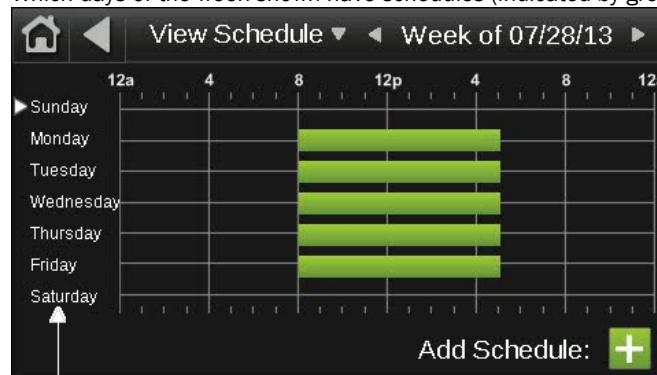 View Schedule Week of 07/28/13
12a 4 8 12p 4 8 12
Sunday
Monday
Tuesday
Wednesday
Thursday
Friday
Saturday
Add Schedule: